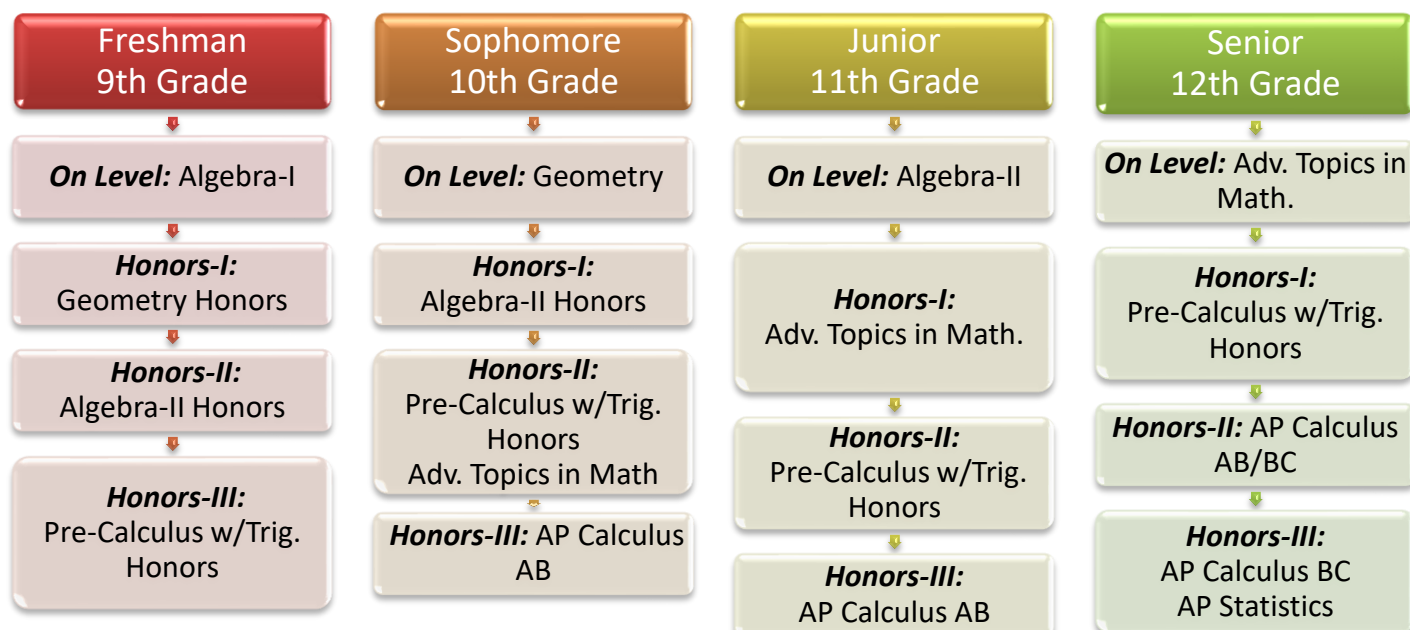 Freshman
9th Grade
On Level: Algebra-I
Honors-I:
Geometry Honors
Honors-II:
Algebra-II Honors
Honors-III:
Pre-Calculus w/Trig.
Honors
Sophomore
10th Grade
On Level: Geometry
Honors-I:
Algebra-II Honors
Honors-II:
Pre-Calculus w/Trig.
Honors
Adv. Topics in Math
Honors-III: AP Calculus
AB
Junior
11th Grade
On Level: Algebra-II
Honors-I:
Adv. Topics in Math.
Honors-II:
Pre-Calculus w/Trig.
Honors
Honors-III:
AP Calculus AB
Senior
12th Grade
On Level: Adv. Topics in
Math.
Honors-I:
Pre-Calculus w/Trig.
Honors
Honors-II: AP Calculus
AB/BC
Honors-III:
AP Calculus BC
AP Statistics